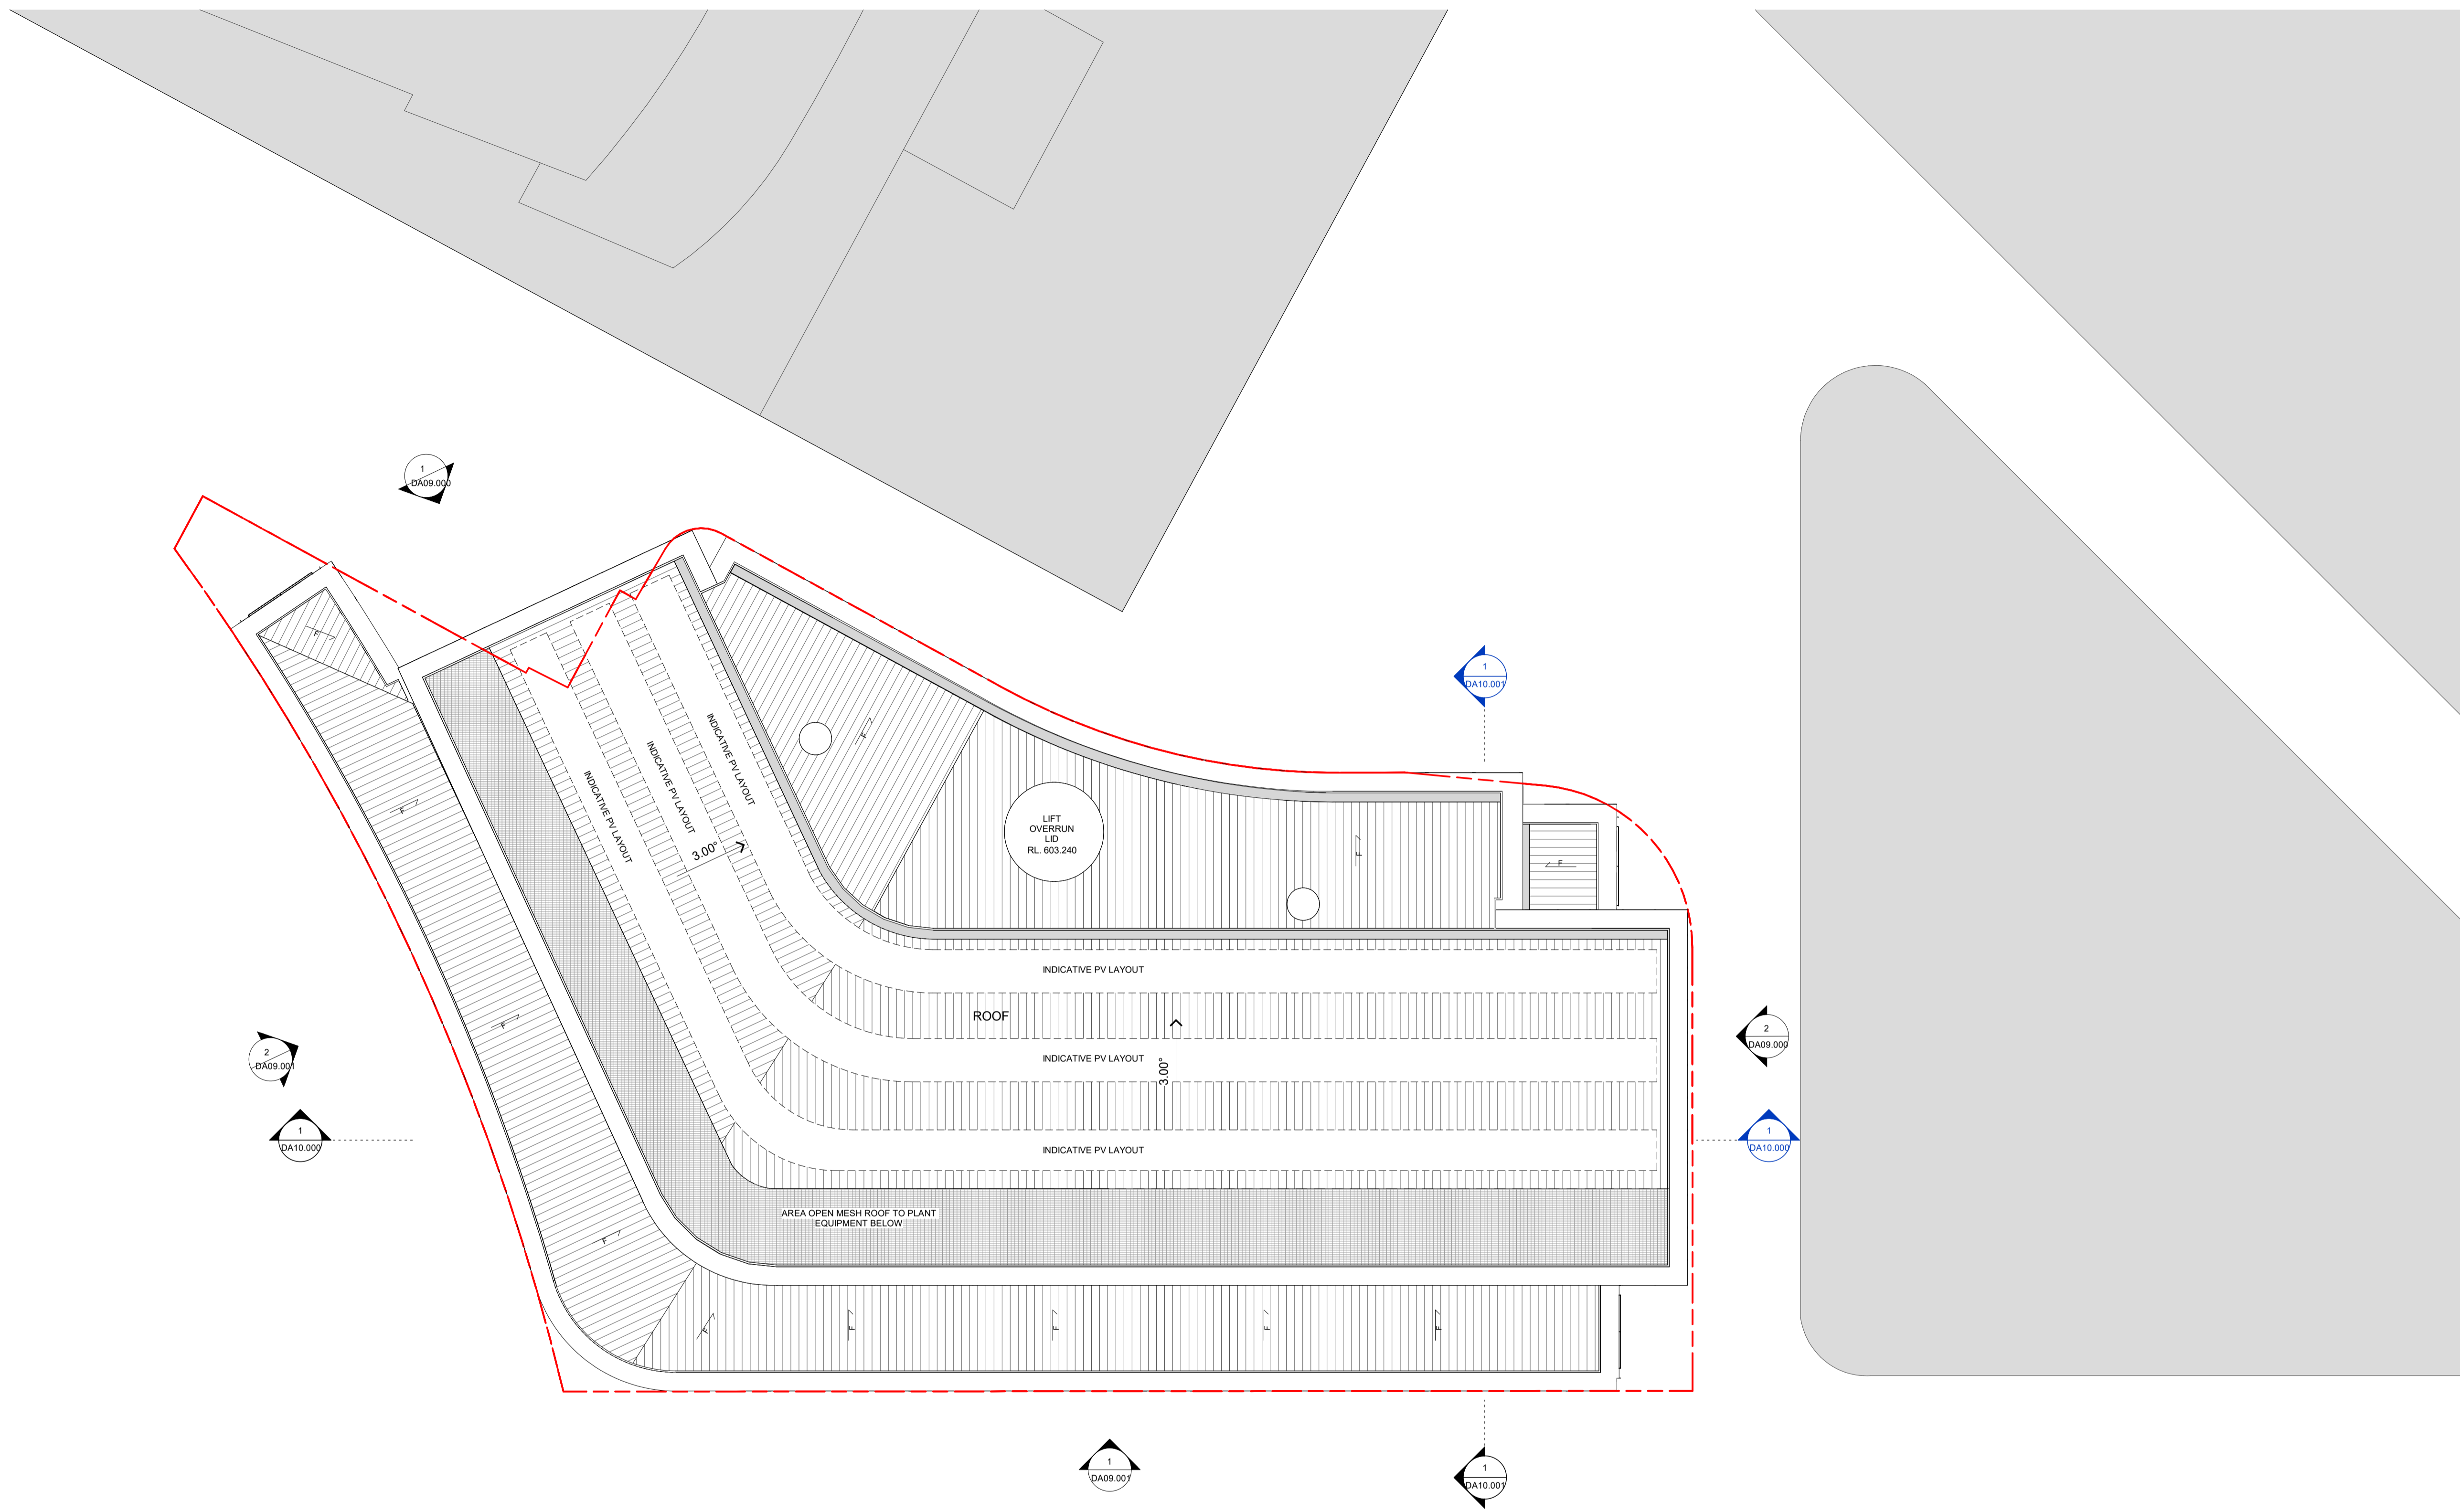 1
DA09.000
F
1
DA10.001
INDICATIVE PV LAYOUT
INDICATIVE PV LAYOUT
INDICATIVE PV LAYOUT
F
F
3.00°
LIFT
OVERRUN
LID
RL. 603.240
F
F
INDICATIVE PV LAYOUT
ROOF
F
INDICATIVE PV LAYOUT
3.00°
2
DA09.000
2
DA09.001
1
DA10.000
1
DA10.000
INDICATIVE PV LAYOUT
AREA OPEN MESH ROOF TO PLANT
EQUIPMENT BELOW
F
F
F
F
F
F
1
DA09.001
1
DA10.001